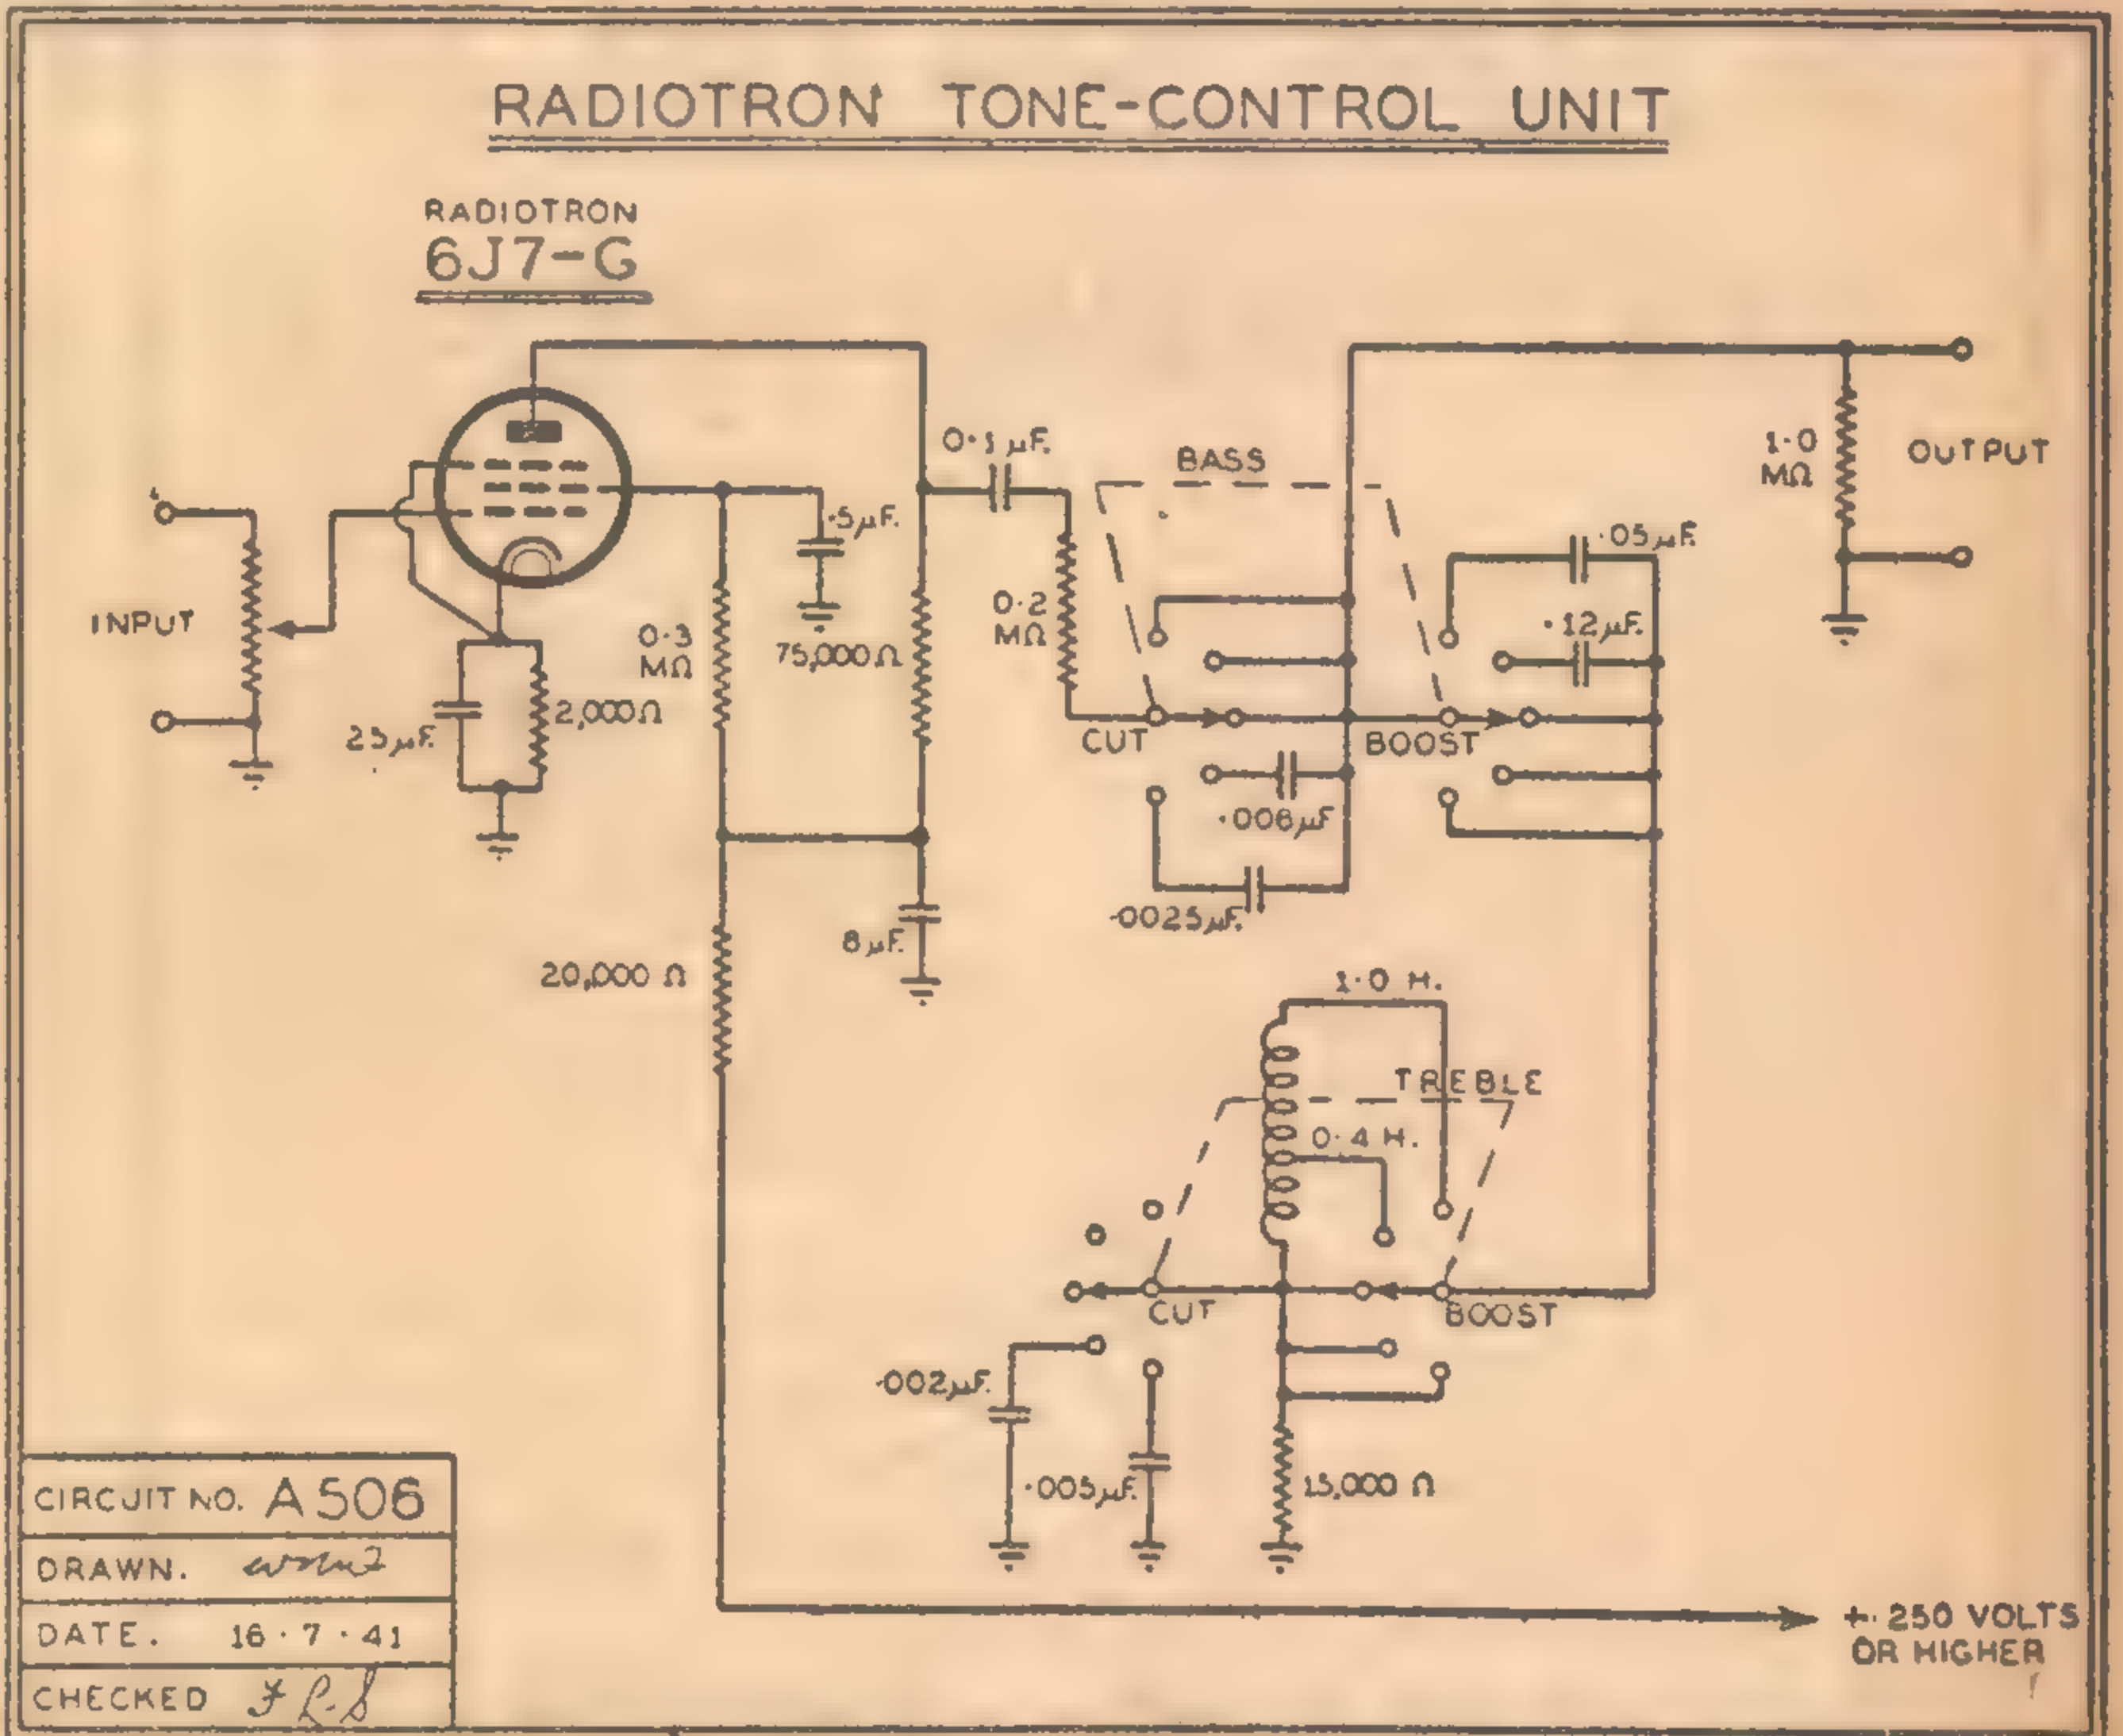 RADIOTRON TONE-CONTROL UNIT
RADIOTRON
6J7-G
INPUT
25µF.
2,000Ω
0·3
MΩ
·5µF.
75,000Ω
20,000 Ω
8µF.
0·1µF.
0·2
MΩ
BASS
CUT
BOOST
·008µF
·0025µF.
·05µF.
·12µF.
1·0
MΩ
OUTPUT
1·0 H.
TREBLE
0·4 H.
CUT
BOOST
·002µF.
·005µF.
15,000 Ω
+·250 VOLTS
OR HIGHER
CIRCUIT NO. A506
DRAWN.
DATE. 16·7·41
CHECKED